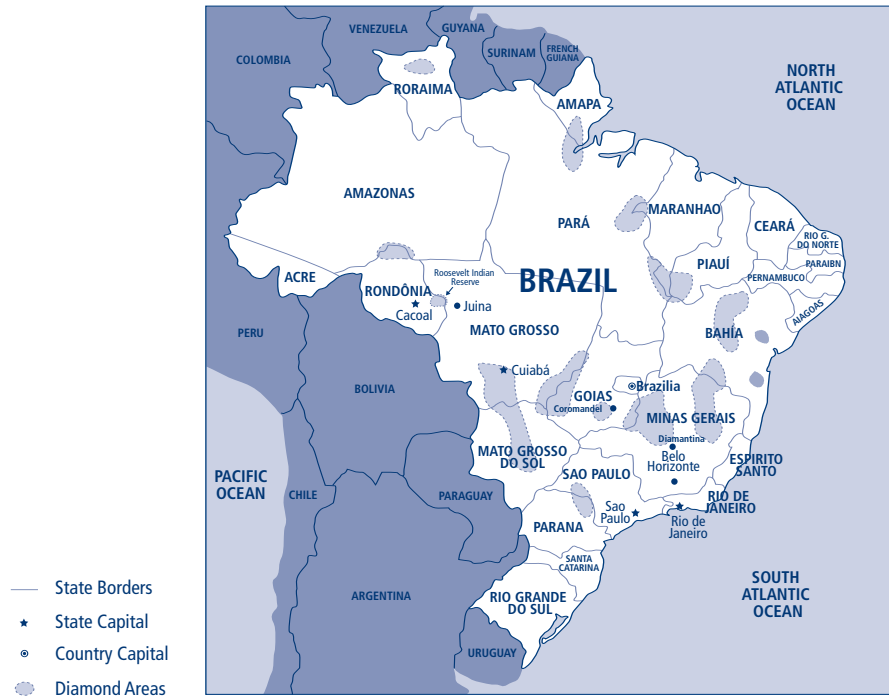 VENEZUELA
GUYANA
COLOMBIA
SURINAM
FRENCH
GUIANA
NORTH
ATLANTIC
OCEAN
RORAIMA
AMAPA
AMAZONAS
PARÁ
MARANHAO
CEARÁ
RIO G.
DO NORTE
PARAIBN
PIAUÍ
PERNAMBUCO
AIAGOAS
ACRE
RONDÔNIA
Cacoal
Roosevelt Indian
Reserve
Juina
BRAZIL
MATO GROSSO
BAHÍA
PERU
BOLIVIA
Cuiabá
GOIAS
Coromandel
Brazilia
MINAS GERAIS
Diamantina
Belo
Horizonte
MATO GROSSO
DO SOL
ESPIRITO
SANTO
SAO PAULO
PACIFIC
OCEAN
CHILE
PARAGUAY
Sao
Paulo
RIO DE
JANEIRO
Rio de
Janeiro
PARANA
SANTA
CATARINA
ARGENTINA
RIO GRANDE
DO SUL
SOUTH
ATLANTIC
OCEAN
URUGUAY
State Borders
State Capital
Country Capital
Diamond Areas